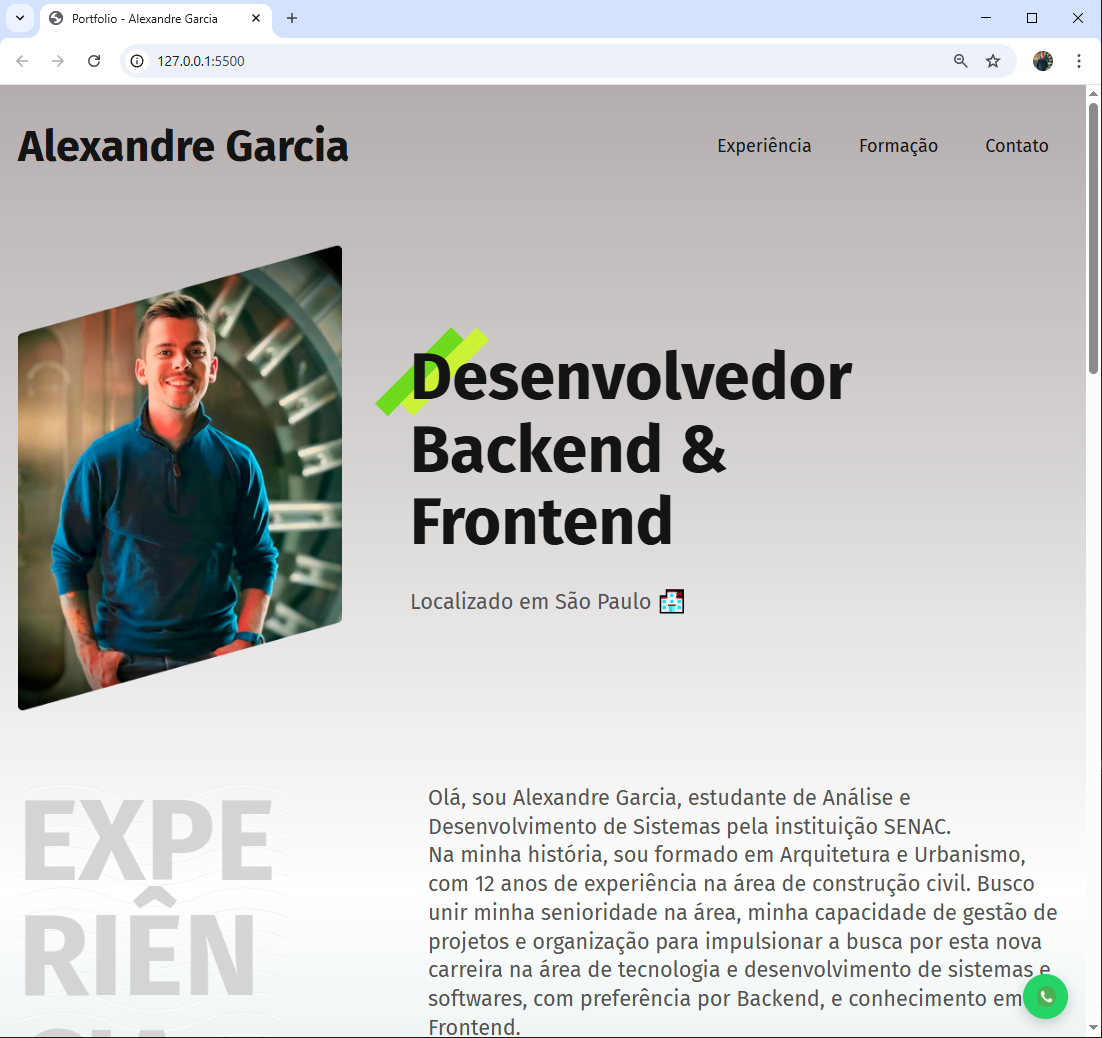 Portfolio - Alexandre Garcia
127.0.0.1:5500
Alexandre Garcia
Experiência
Formação
Contato
Desenvolvedor
Backend &
Frontend
Localizado em São Paulo
EXPE
RIÊN
CIA
Olá, sou Alexandre Garcia, estudante de Análise e
Desenvolvimento de Sistemas pela instituição SENAC.
Na minha história, sou formado em Arquitetura e Urbanismo,
com 12 anos de experiência na área de construção civil. Busco
unir minha senioridade na área, minha capacidade de gestão de
projetos e organização para impulsionar a busca por esta nova
carreira na área de tecnologia e desenvolvimento de sistemas e
softwares, com preferência por Backend, e conhecimento em
Frontend.